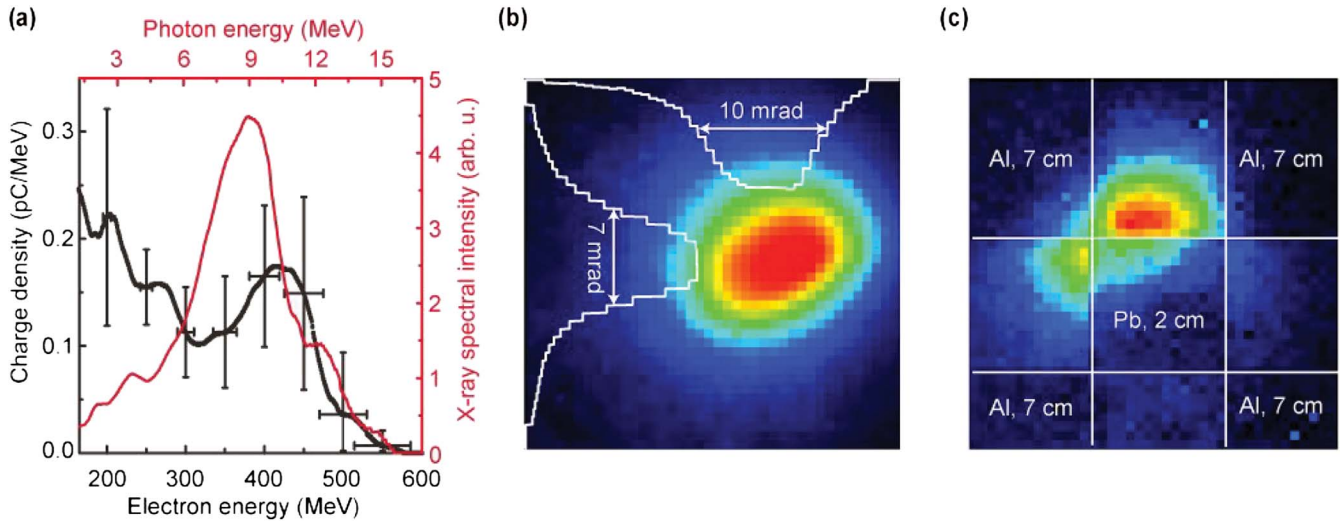 (a)
Photon energy (MeV)
3 6 9 12 15
Charge density (pC/MeV)
0.3
0.2
0.1
0.0
5
4
3
2
1
0
X-ray spectral intensity (arb. u.)
200 300 400 500 600
Electron energy (MeV)
(b)
10 mrad
7 mrad
(c)
Al, 7 cm
Al, 7 cm
Pb, 2 cm
Al, 7 cm
Al, 7 cm